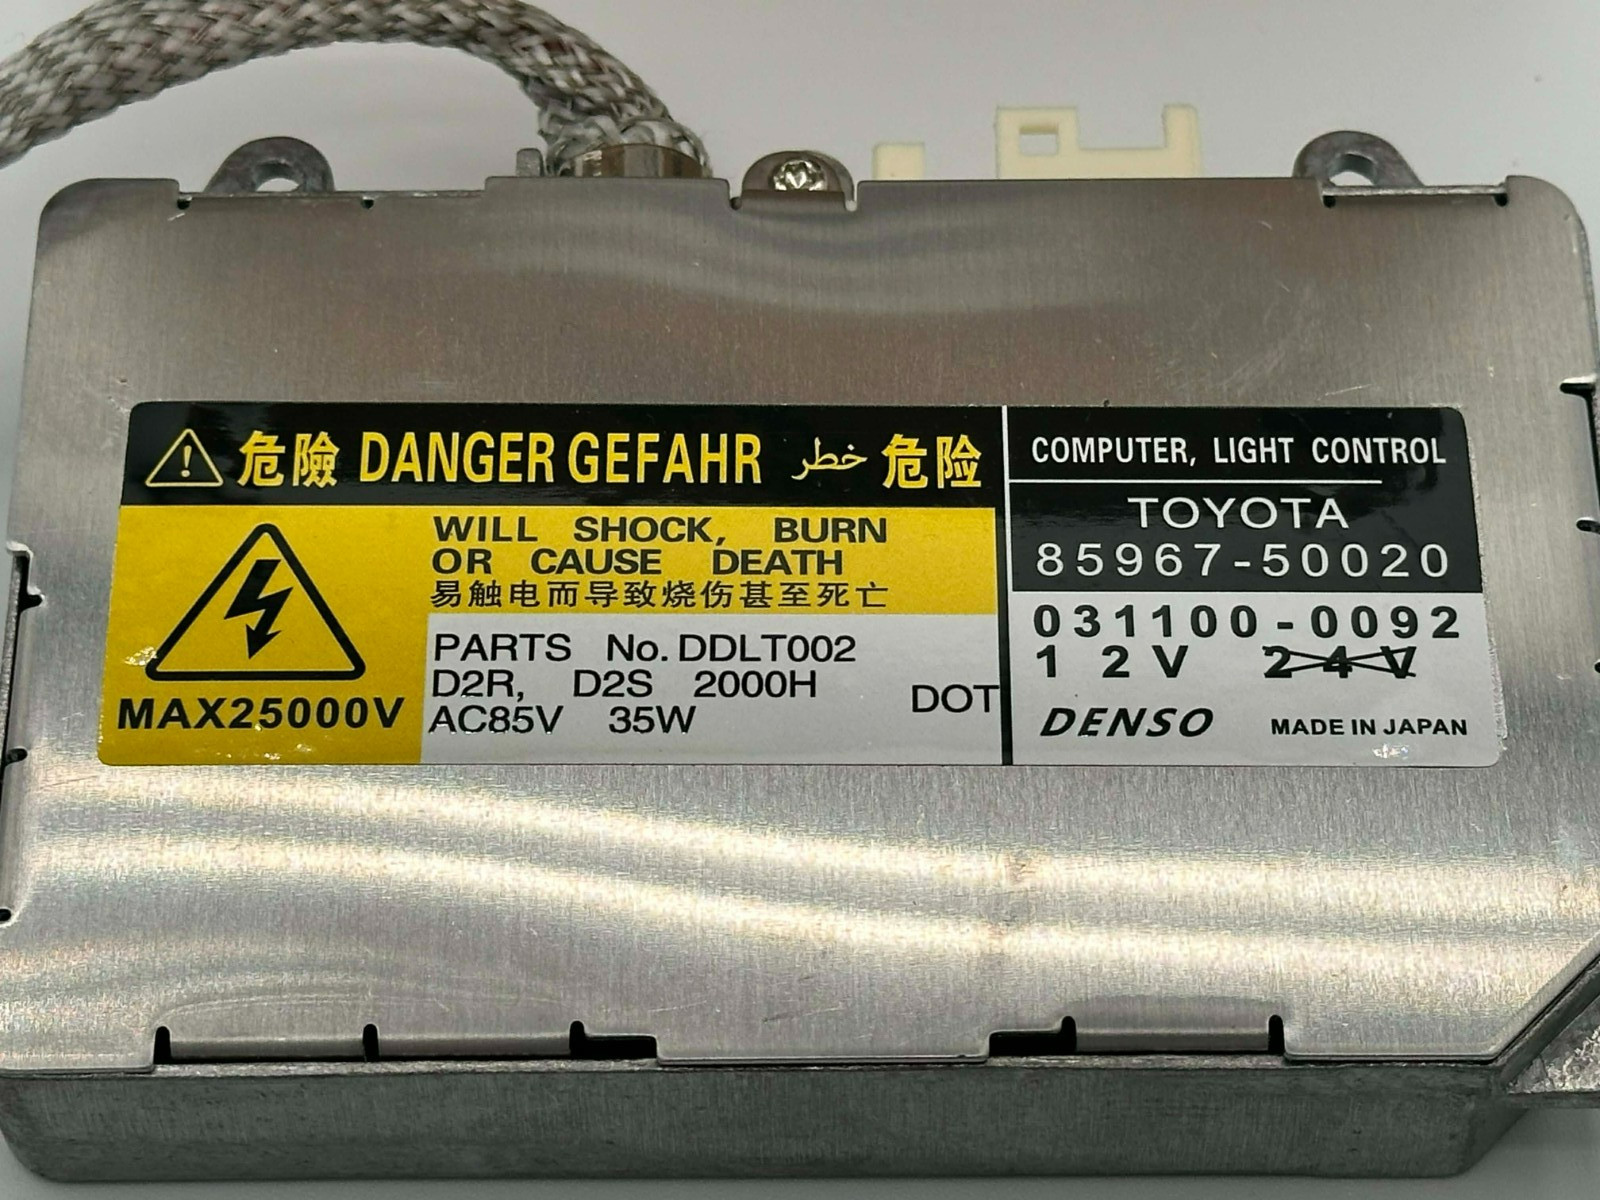 危險 DANGER GEFAHR خطر 危险
WILL SHOCK, BURN
OR CAUSE DEATH
易触电而导致烧伤甚至死亡
MAX25000V
PARTS No. DDLT002
D2R, D2S 2000H
AC85V 35W
DOT
COMPUTER, LIGHT CONTROL
TOYOTA
85967-50020
031100-0092
12V 24V
DENSO MADE IN JAPAN